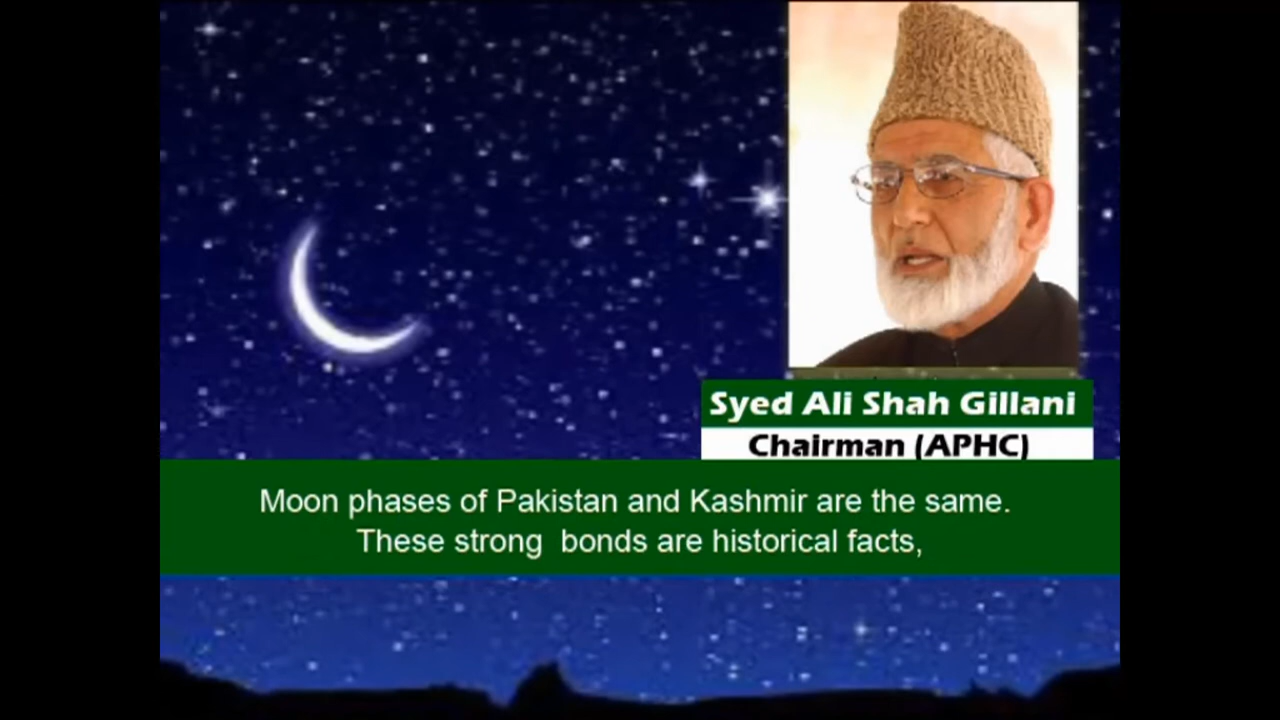 Syed Ali Shah Gillani
Chairman (APHC)
Moon phases of Pakistan and Kashmir are the same.
These strong  bonds are historical facts,